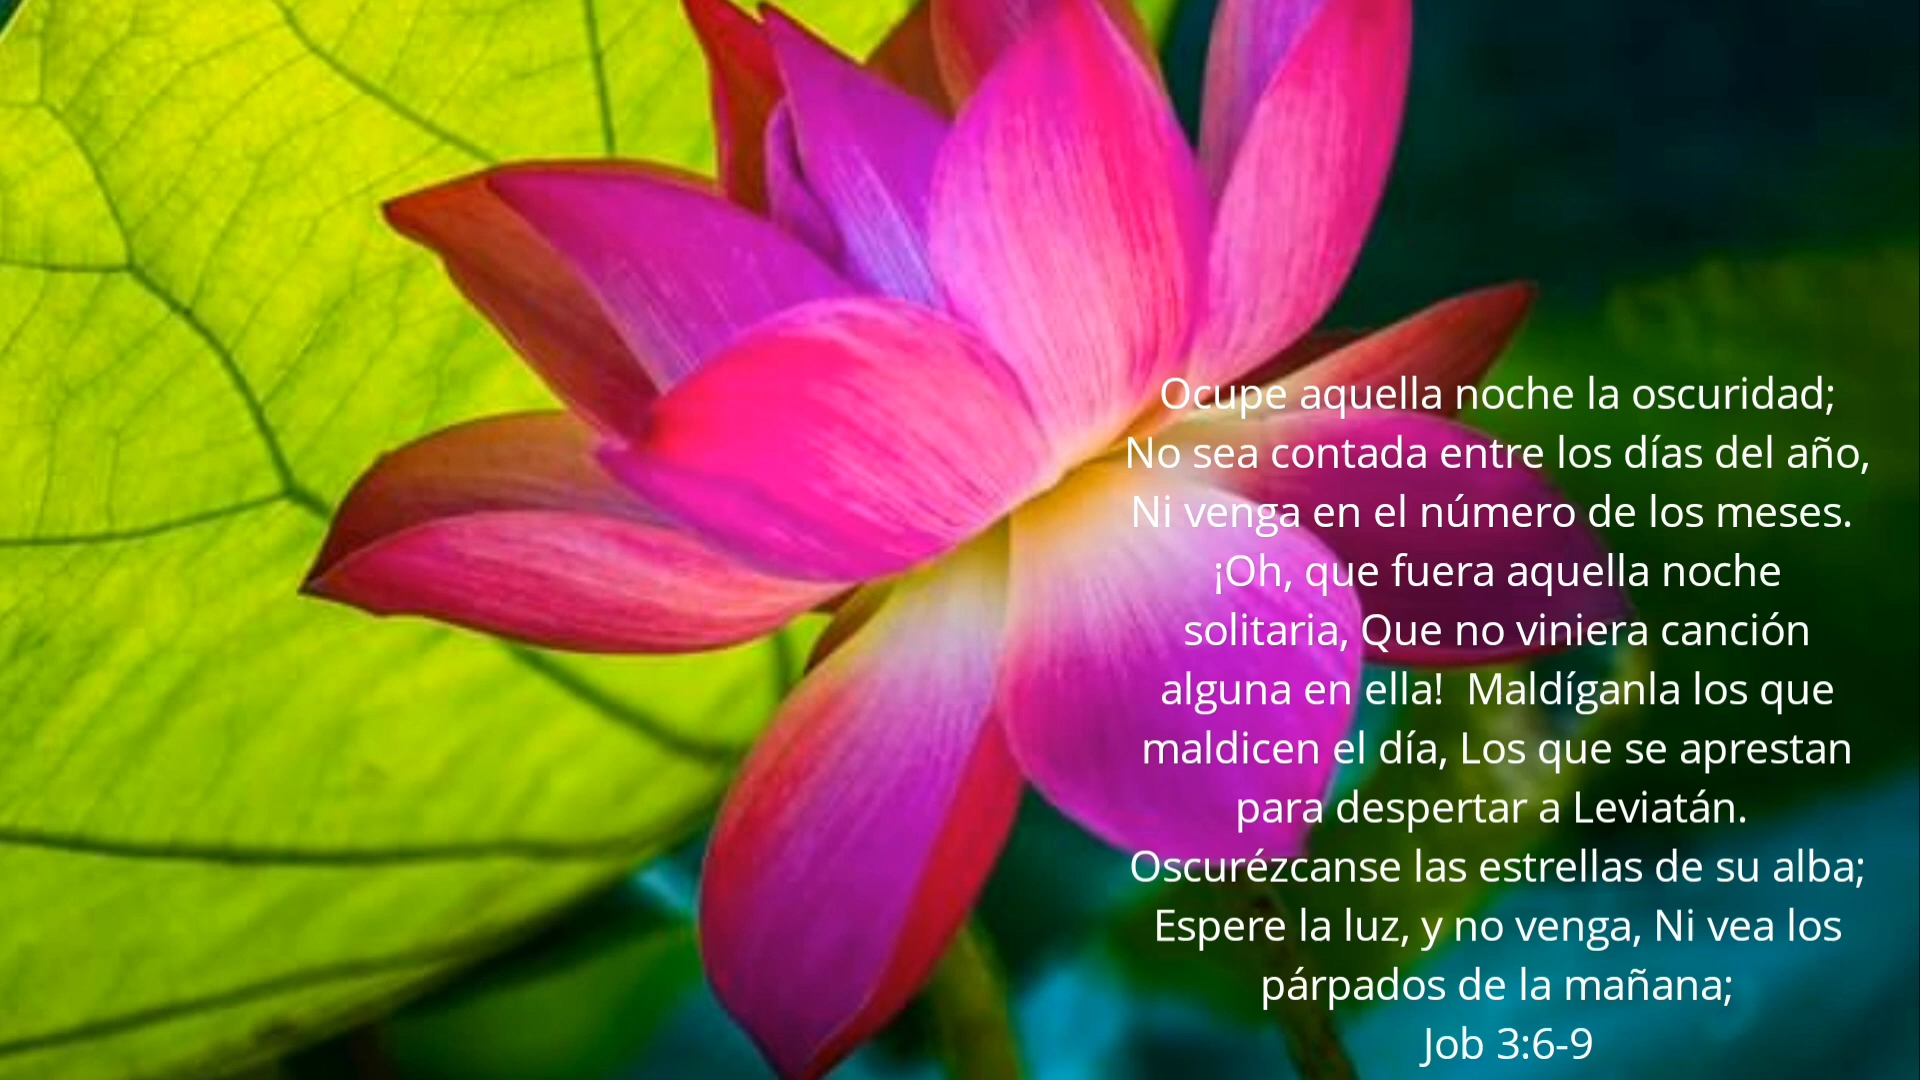 Ocupe aquella noche la oscuridad;
No sea contada entre los días del año,
Ni venga en el número de los meses.
¡Oh, que fuera aquella noche
solitaria, Que no viniera canción
alguna en ella!  Maldíganla los que
maldicen el día, Los que se aprestan
para despertar a Leviatán.
Oscurézcanse las estrellas de su alba;
Espere la luz, y no venga, Ni vea los
párpados de la mañana;
Job 3:6-9